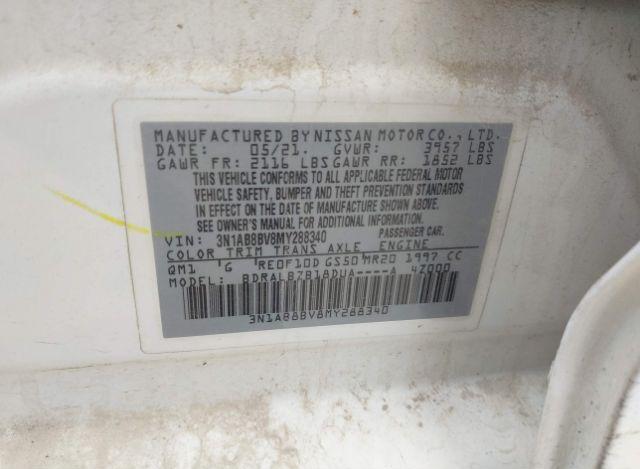 MANUFACTURED BY NISSAN MOTOR CO., LTD.
DATE: 05/21. GVWR: 3957 LBS
GAWR FR: 2116 LBS GAWR RR: 1852 LBS
THIS VEHICLE CONFORMS TO ALL APPLICABLE FEDERAL MOTOR
VEHICLE SAFETY, BUMPER AND THEFT PREVENTION STANDARDS
IN EFFECT ON THE DATE OF MANUFACTURE SHOWN ABOVE.
SEE OWNER'S MANUAL FOR ADDITIONAL INFORMATION.
VIN: 3N1AB8BV8MY288340 PASSENGER CAR.
COLOR TRIM TRANS AXLE ENGINE
QM1 'G RE0F10D GS50 MR20 1997 CC
MODEL: BDRALBZB18DUA----A 4Z000
3N1AB8BV8MY288340